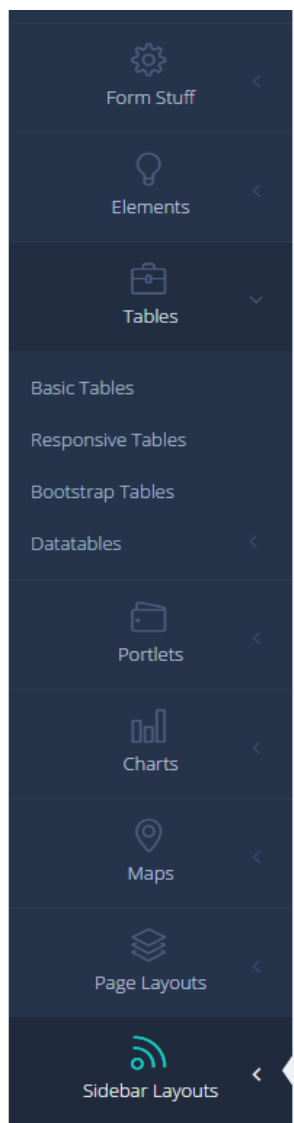 Form Stuff
Elements
Tables
Basic Tables
Responsive Tables
Bootstrap Tables
Datatables
Portlets
Charts
Maps
Page Layouts
Sidebar Layouts